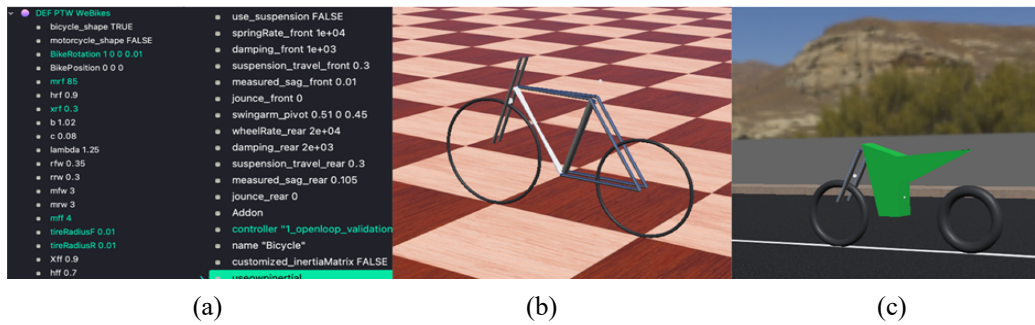 DEF PTW WeBikes
bicycle_shape TRUE
motorcycle_shape FALSE
BikeRotation 1 0 0 0.01
BikePosition 0 0 0
mrf 85
hrf 0.9
xrf 0.3
b 1.02
c 0.08
lambda 1.25
rfw 0.35
rrw 0.3
mfw 3
mrw 3
mff 4
tireRadiusF 0.01
tireRadiusR 0.01
Xff 0.9
hff 0.7
use_suspension FALSE
springRate_front 1e+04
damping_front 1e+03
suspension_travel_front 0.3
measured_sag_front 0.01
jounce_front 0
swingarm_pivot 0.51 0 0.45
wheelRate_rear 2e+04
damping_rear 2e+03
suspension_travel_rear 0.3
measured_sag_rear 0.105
jounce_rear 0
Addon
controller "1_openloop_validation
name "Bicycle"
customized_inertiaMatrix FALSE
(a)
(b)
(c)